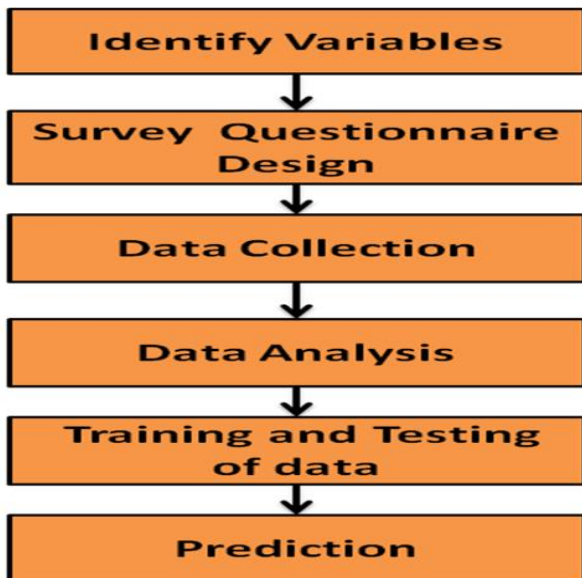 Identify Variables
Survey Questionnaire
Design
Data Collection
Data Analysis
Training and Testing
of data
Prediction